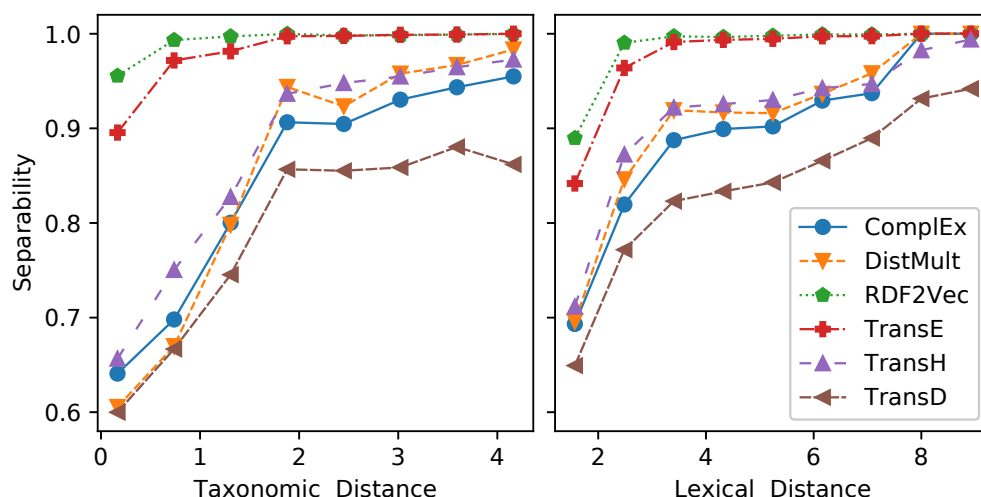 Separability
1.0
0.9
0.8
0.7
0.6
0 1 2 3 4
Taxonomic Distance
2 4 6 8
Lexical Distance
ComplEx
DistMult
RDF2Vec
TransE
TransH
TransD